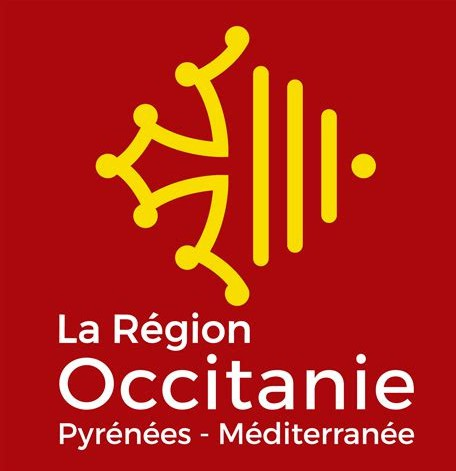 La Région
Occitanie
Pyrénées - Méditerranée